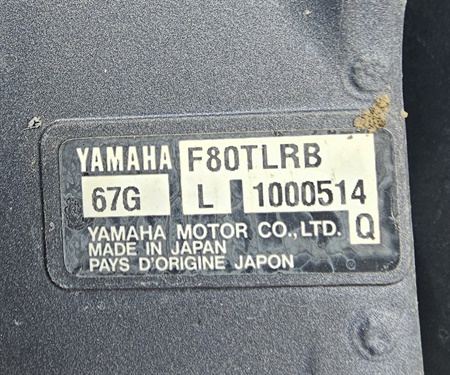 YAMAHA F80TLRB
67G L 1000514
YAMAHA MOTOR CO.,LTD. Q
MADE IN JAPAN
PAYS D'ORIGINE JAPON